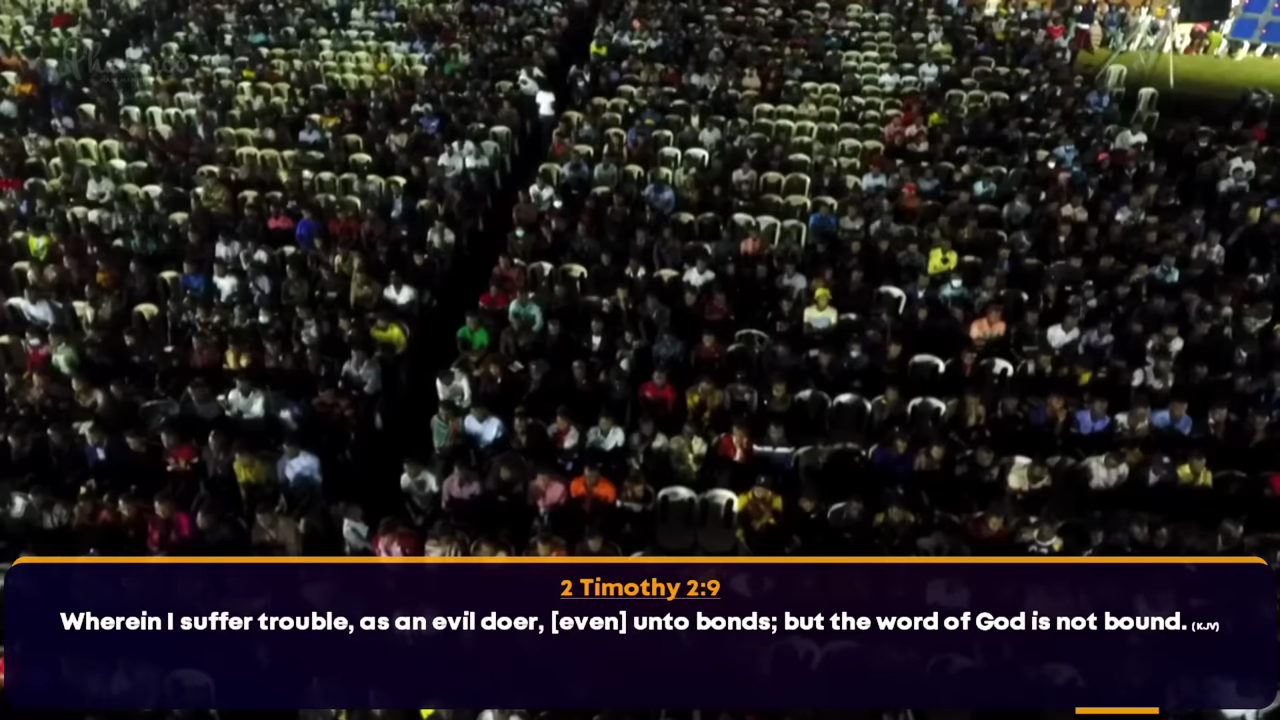 2 Timothy 2:9
Wherein I suffer trouble, as an evil doer, [even] unto bonds; but the word of God is not bound. (KJV)